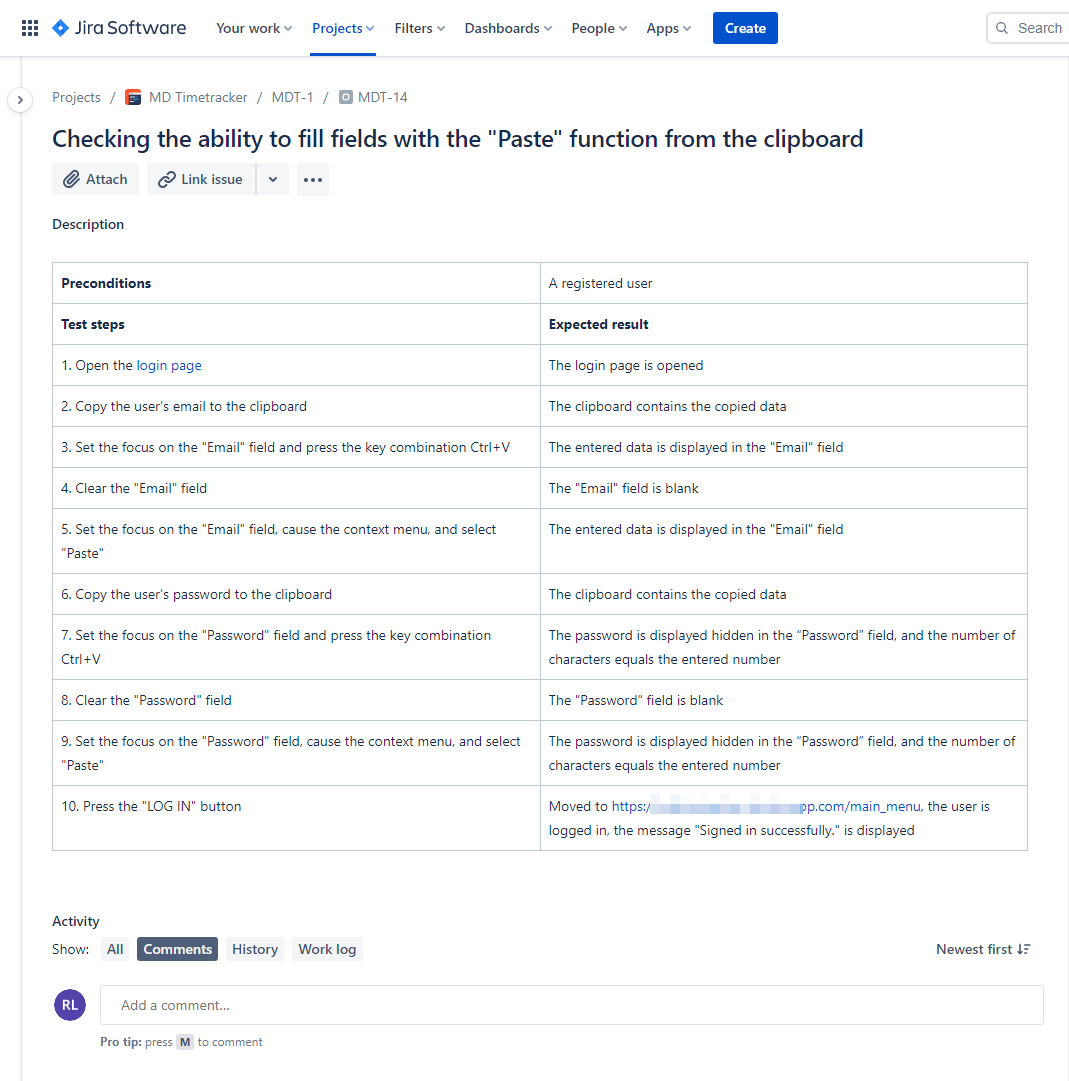 Jira Software Your work Projects Filters Dashboards People Apps Create Search
Projects / MD Timetracker / MDT-1 / MDT-14
Checking the ability to fill fields with the "Paste" function from the clipboard
Attach Link issue
Description
Preconditions A registered user
Test steps Expected result
1. Open the login page The login page is opened
2. Copy the user's email to the clipboard The clipboard contains the copied data
3. Set the focus on the "Email" field and press the key combination Ctrl+V The entered data is displayed in the "Email" field
4. Clear the "Email" field The "Email" field is blank
5. Set the focus on the "Email" field, cause the context menu, and select The entered data is displayed in the "Email" field
"Paste"
6. Copy the user's password to the clipboard The clipboard contains the copied data
7. Set the focus on the "Password" field and press the key combination The password is displayed hidden in the “Password” field, and the number of
Ctrl+V characters equals the entered number
8. Clear the "Password" field The "Password" field is blank
9. Set the focus on the "Password" field, cause the context menu, and select The password is displayed hidden in the “Password” field, and the number of
"Paste" characters equals the entered number
10. Press the "LOG IN" button Moved to https:/ pp.com/main_menu, the user is
logged in, the message "Signed in successfully." is displayed
Activity
Show: All Comments History Work log Newest first
RL Add a comment...
Pro tip: press M to comment